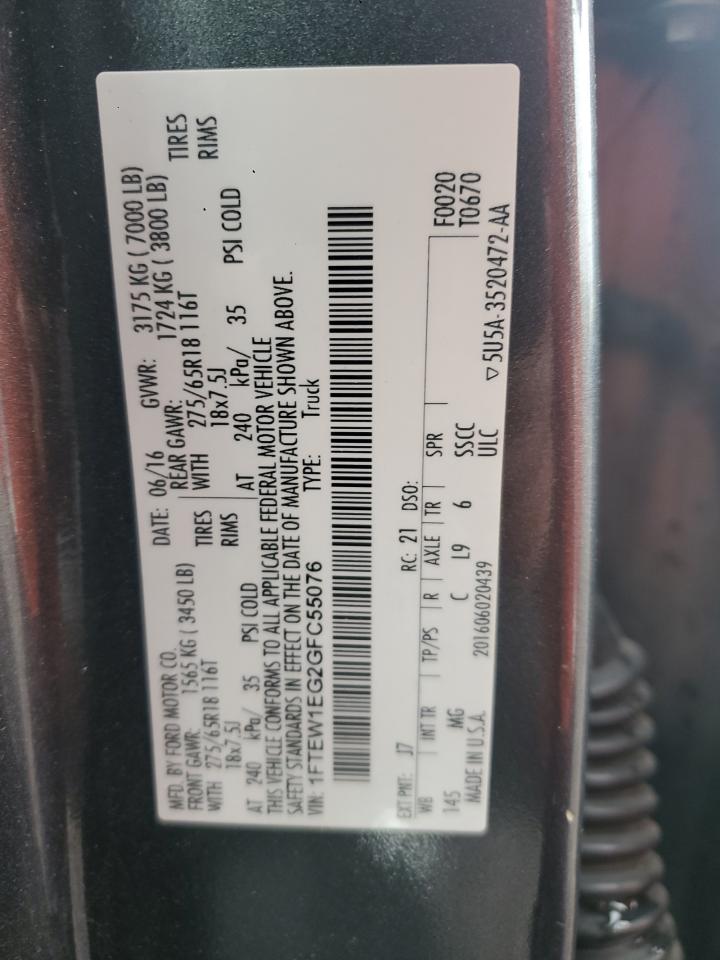 MFD. BY FORD MOTOR CO.
DATE: 06/16 GVWR: 3175 KG ( 7000 LB)
FRONT GAWR: 1565 KG ( 3450 LB)
REAR GAWR: 1724 KG ( 3800 LB)
WITH 275/65R18 116T TIRES
WITH 275/65R18 116T TIRES
18x7.5J RIMS
18x7.5J RIMS
AT 240 kPa/ 35 PSI COLD
AT 240 kPa/ 35 PSI COLD
THIS VEHICLE CONFORMS TO ALL APPLICABLE FEDERAL MOTOR VEHICLE
SAFETY STANDARDS IN EFFECT ON THE DATE OF MANUFACTURE SHOWN ABOVE.
VIN: 1FTEW1EG2GFC55076 TYPE: Truck
EXT PNT: J7 RC: 21 DSO:
WB INT TR TP/PS R AXLE TR SPR F0020
T0670
145 MG C L9 6 SSCC
MADE IN U.S.A. 201606020439 ULC
▽5U5A-3520472-AA